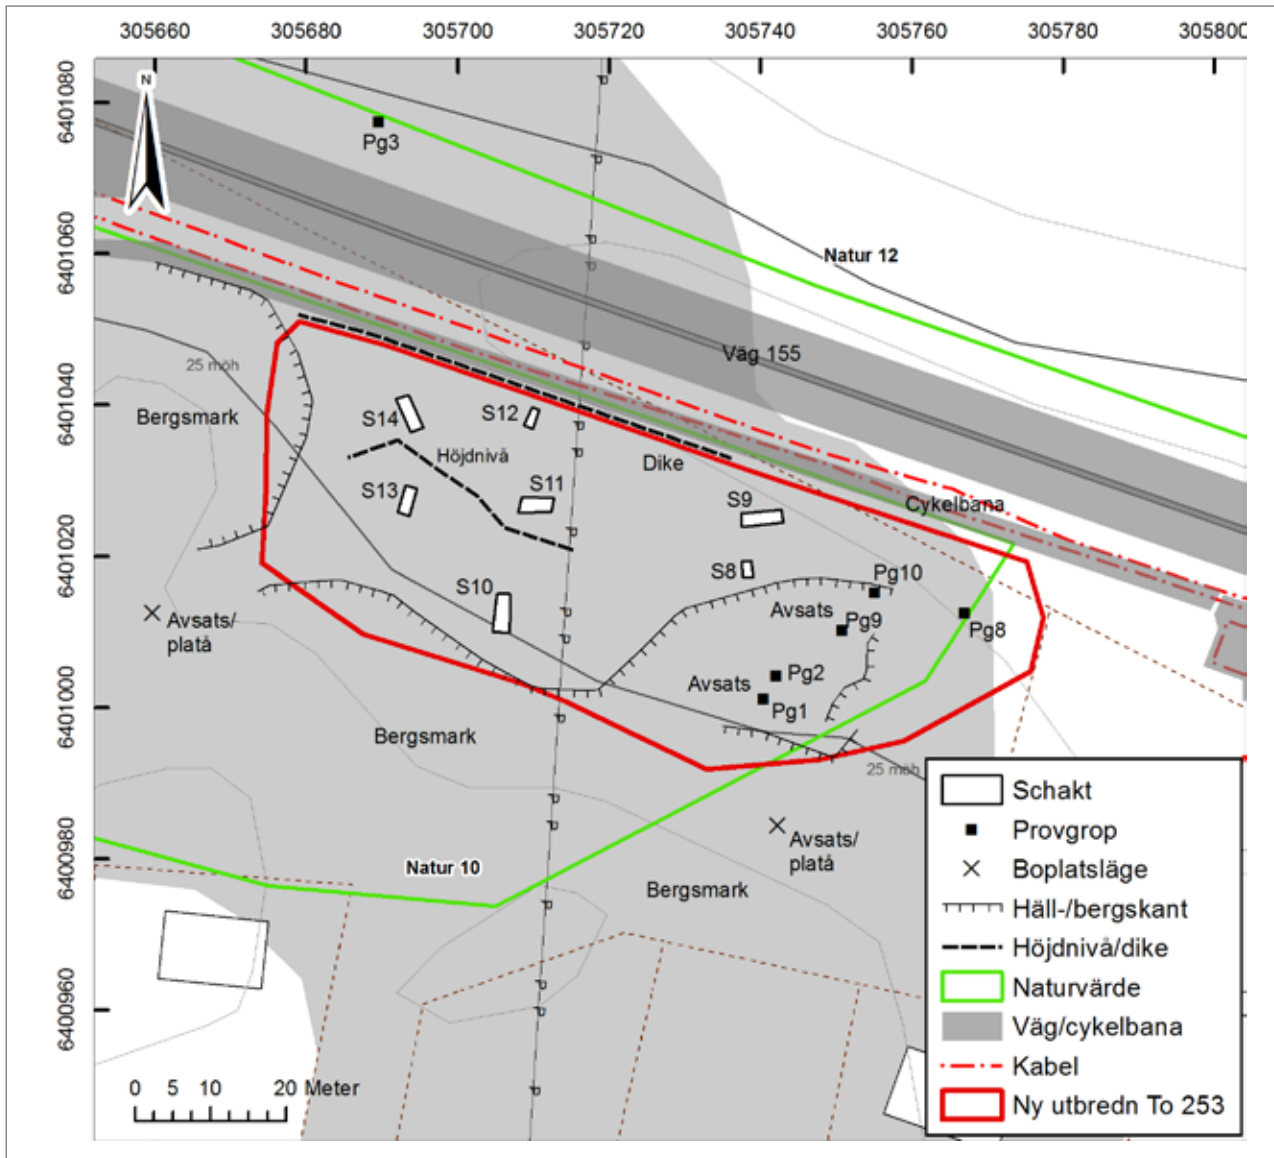 305660 305680 305700 305720 305740 305760 305780 305800
6401080
6401060
6401040
6401020
6401000
6400980
6400960
N
Pg3
Natur 12
Väg 155
25 möh
Bergsmark
S14
S12
Höjdnivå
Dike
S13
S11
S9
Cykelbana
S10
S8
Pg10
Avsats/
platå
Avsats
Pg9
Pg8
Avsats
Pg2
Pg1
Bergsmark
25 möh
Avsats/
platå
Natur 10
Bergsmark
P P P P P P P P P P P P P P P P P
0 5 10 20 Meter
Schakt
Provgrop
Boplatsläge
Häll-/bergskant
Höjdnivå/dike
Naturvärde
Väg/cykelbana
Kabel
Ny utbredn To 253